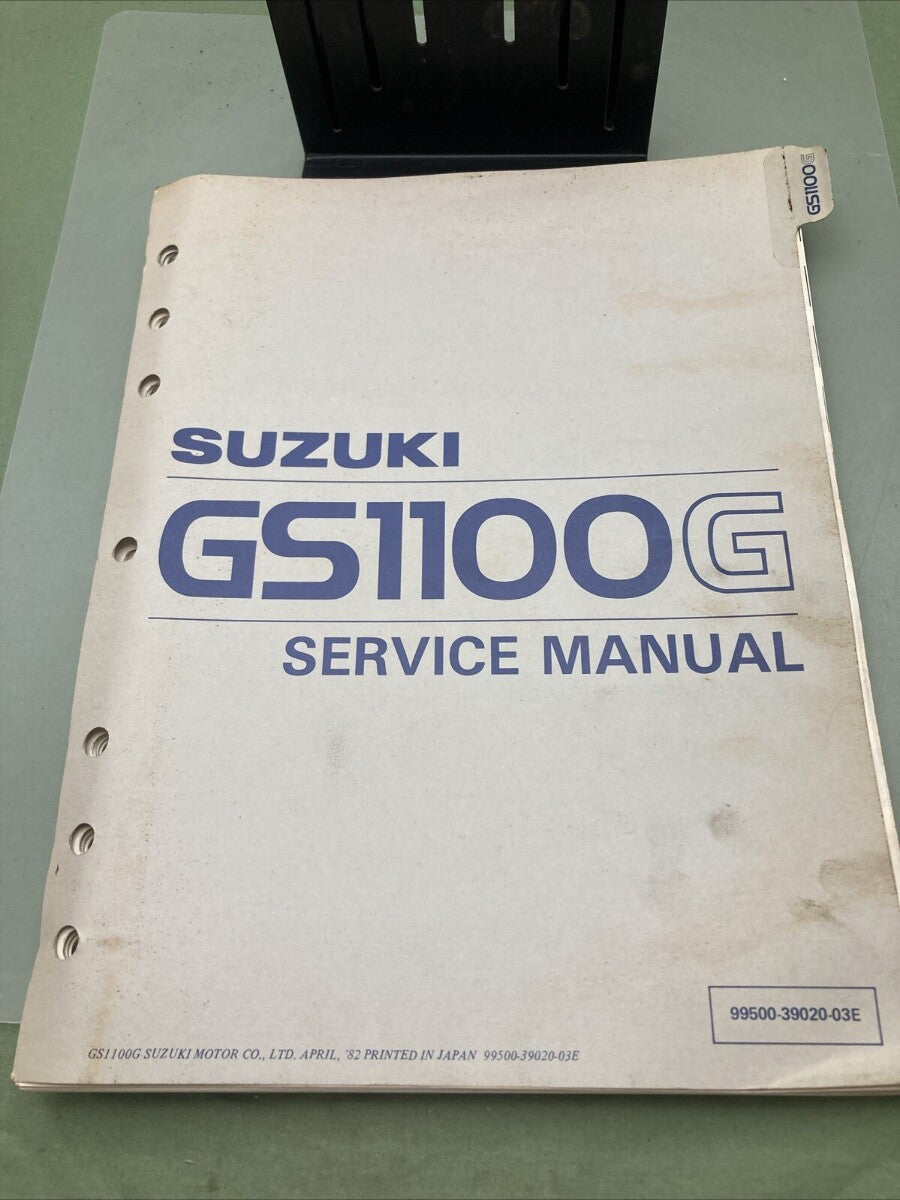 GS1100G
SUZUKI
GS1100G
SERVICE MANUAL
99500-39020-03E
GS1100G SUZUKI MOTOR CO., LTD. APRIL, '82 PRINTED IN JAPAN 99500-39020-03E